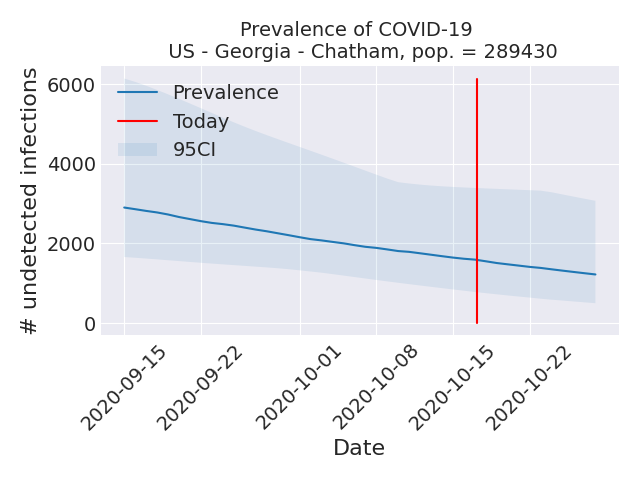 Prevalence of COVID-19
US - Georgia - Chatham, pop. = 289430
# undetected infections
6000
4000
2000
0
Prevalence
Today
95CI
2020-09-15
2020-09-22
2020-10-01
2020-10-08
2020-10-15
2020-10-22
Date